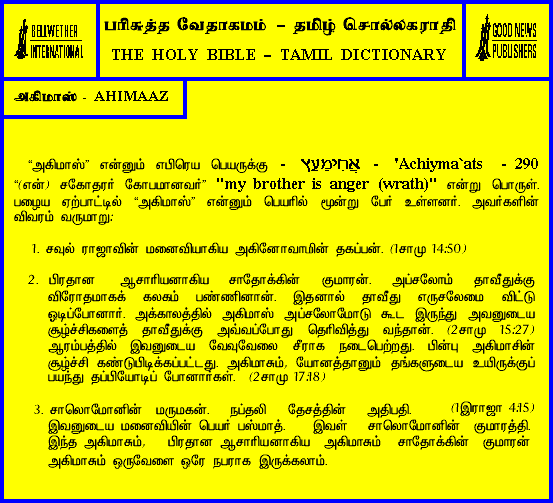 BELLWETHER
INTERNATIONAL
பரிசுத்த வேதாகமம் – தமிழ் சொல்லகராதி
THE HOLY BIBLE – TAMIL DICTIONARY
GOOD NEWS
PUBLISHERS
அகிமாஸ் - AHIMAAZ
“அகிமாஸ்” என்னும் எபிரெய பெயருக்கு - אֲחִימַעַץ - 'Achiyma`ats - 290
“(என்) சகோதரர் கோபமானவர்” "my brother is anger (wrath)" என்று பொருள்.
பழைய ஏற்பாட்டில் “அகிமாஸ்” என்னும் பெயரில் மூன்று பேர் உள்ளனர். அவர்களின்
விவரம் வருமாறு:
1. சவுல் ராஜாவின் மனைவியாகிய அகினோவாமின் தகப்பன். (1சாமு 14:50)
2. பிரதான ஆசாரியனாகிய சாதோக்கின் குமாரன். அப்சலோம் தாவீதுக்கு
விரோதமாகக் கலகம் பண்ணினான். இதனால் தாவீது எருசலேமை விட்டு
ஓடிப்போனார். அக்காலத்தில் அகிமாஸ் அப்சலோமோடு கூட இருந்து அவனுடைய
சூழ்ச்சிகளைத் தாவீதுக்கு அவ்வப்போது தெரிவித்து வந்தான். (2சாமு 15:27)
ஆரம்பத்தில் இவனுடைய வேவுவேலை சீராக நடைபெற்றது. பின்பு அகிமாசின்
சூழ்ச்சி கண்டுபிடிக்கப்பட்டது. அகிமாசும், யோனத்தானும் தங்களுடைய உயிருக்குப்
பயந்து தப்பியோடிப் போனார்கள். (2சாமு 17:18)
3. சாலொமோனின் மருமகன். நப்தலி தேசத்தின் அதிபதி. (1இராஜா 4:15)
இவனுடைய மனைவியின் பெயர் பஸ்மாத். இவள் சாலொமோனின் குமாரத்தி.
இந்த அகிமாசும், பிரதான ஆசாரியனாகிய அகிமாசும் சாதோக்கின் குமாரன்
அகிமாசும் ஒருவேளை ஒரே நபராக இருக்கலாம்.